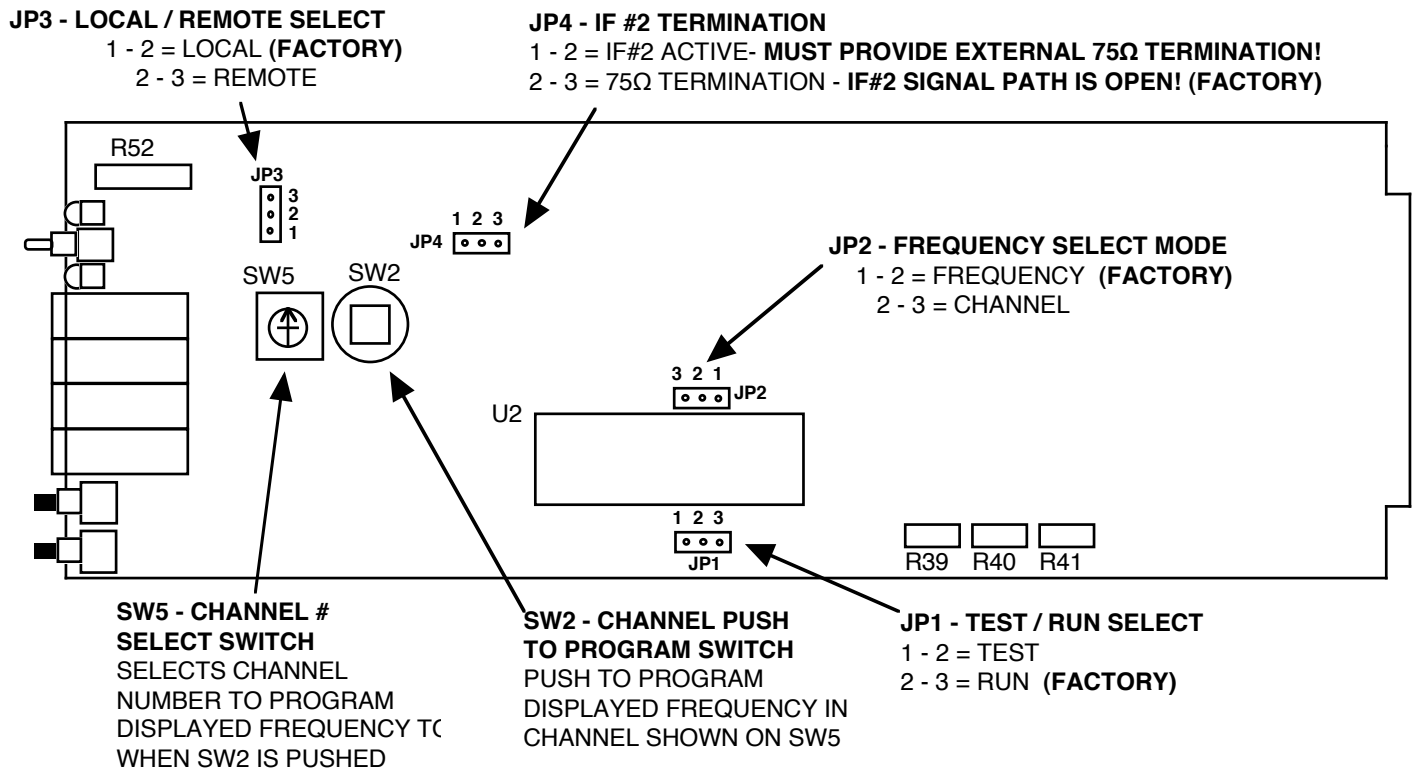 JP3 - LOCAL / REMOTE SELECT
1 - 2 = LOCAL (FACTORY)
2 - 3 = REMOTE
JP4 - IF #2 TERMINATION
1 - 2 = IF#2 ACTIVE- MUST PROVIDE EXTERNAL 75Ω TERMINATION!
2 - 3 = 75Ω TERMINATION - IF#2 SIGNAL PATH IS OPEN! (FACTORY)
R52
JP3
3
2
1
1 2 3
JP4
JP2 - FREQUENCY SELECT MODE
1 - 2 = FREQUENCY (FACTORY)
2 - 3 = CHANNEL
SW5
SW2
3 2 1
JP2
U2
1 2 3
JP1
R39
R40
R41
SW5 - CHANNEL #
SELECT SWITCH
SELECTS CHANNEL
NUMBER TO PROGRAM
DISPLAYED FREQUENCY TO
WHEN SW2 IS PUSHED
SW2 - CHANNEL PUSH
TO PROGRAM SWITCH
PUSH TO PROGRAM
DISPLAYED FREQUENCY IN
CHANNEL SHOWN ON SW5
JP1 - TEST / RUN SELECT
1 - 2 = TEST
2 - 3 = RUN (FACTORY)